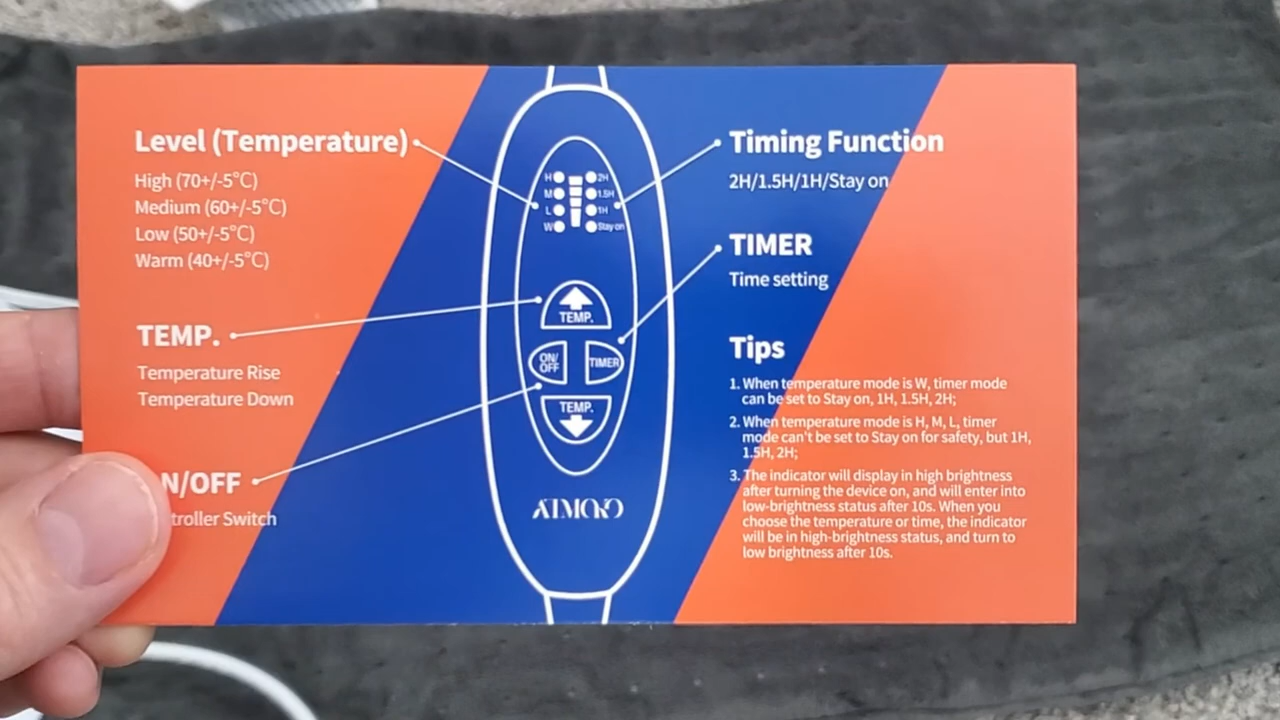 Level (Temperature)
High (70+/-5°C)
Medium (60+/-5°C)
Low (50+/-5°C)
Warm (40+/-5°C)
TEMP.
Temperature Rise
Temperature Down
N/OFF
troller Switch
H
M
L
W
2H
1.5H
1H
Stay on
TEMP.
ON/
OFF
TIMER
TEMP.
Timing Function
2H/1.5H/1H/Stay on
TIMER
Time setting
Tips
1. When temperature mode is W, timer mode
can be set to Stay on, 1H, 1.5H, 2H;
2. When temperature mode is H, M, L, timer
mode can't be set to Stay on for safety, but 1H,
1.5H, 2H;
3. The indicator will display in high brightness
after turning the device on, and will enter into
low-brightness status after 10s. When you
choose the temperature or time, the indicator
will be in high-brightness status, and turn to
low brightness after 10s.